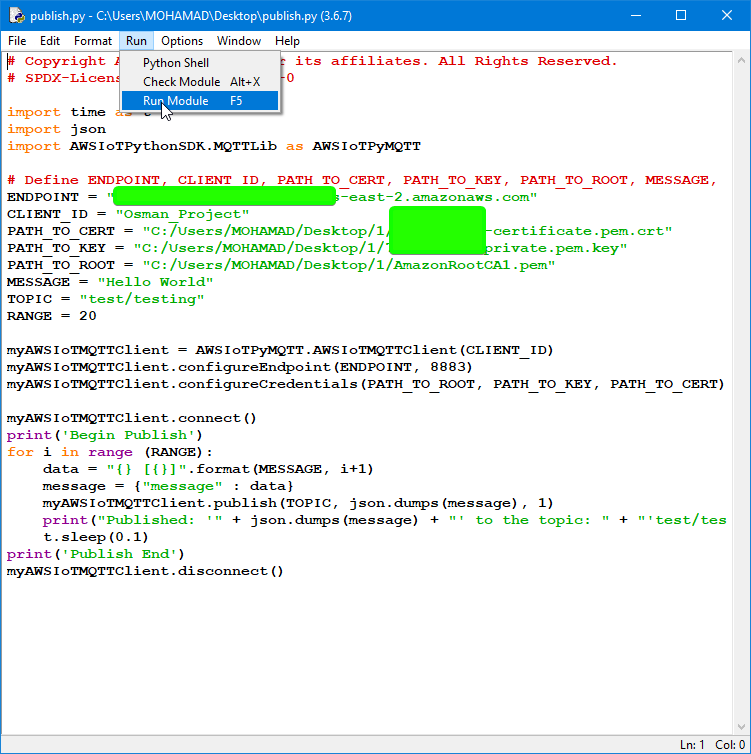 publish.py - C:\Users\MOHAMAD\Desktop\publish.py (3.6.7)
File Edit Format Run Options Window Help
Python Shell
Check Module Alt+X
Run Module F5
# Copyright A r its affiliates. All Rights Reserved.
# SPDX-Licens -0
import time as t
import json
import AWSIoTPythonSDK.MQTTLib as AWSIoTPyMQTT
# Define ENDPOINT, CLIENT_ID, PATH_TO_CERT, PATH_TO_KEY, PATH_TO_ROOT, MESSAGE,
ENDPOINT = " s-east-2.amazonaws.com"
CLIENT_ID = "Osman_Project"
PATH_TO_CERT = "C:/Users/MOHAMAD/Desktop/1/ -certificate.pem.crt"
PATH_TO_KEY = "C:/Users/MOHAMAD/Desktop/1/ private.pem.key"
PATH_TO_ROOT = "C:/Users/MOHAMAD/Desktop/1/AmazonRootCA1.pem"
MESSAGE = "Hello World"
TOPIC = "test/testing"
RANGE = 20
myAWSIoTMQTTClient = AWSIoTPyMQTT.AWSIoTMQTTClient(CLIENT_ID)
myAWSIoTMQTTClient.configureEndpoint(ENDPOINT, 8883)
myAWSIoTMQTTClient.configureCredentials(PATH_TO_ROOT, PATH_TO_KEY, PATH_TO_CERT)
myAWSIoTMQTTClient.connect()
print('Begin Publish')
for i in range (RANGE):
    data = "{} [{}]".format(MESSAGE, i+1)
    message = {"message" : data}
    myAWSIoTMQTTClient.publish(TOPIC, json.dumps(message), 1)
    print("Published: '" + json.dumps(message) + "' to the topic: " + "'test/tes
    t.sleep(0.1)
print('Publish End')
myAWSIoTMQTTClient.disconnect()
Ln: 1 Col: 0